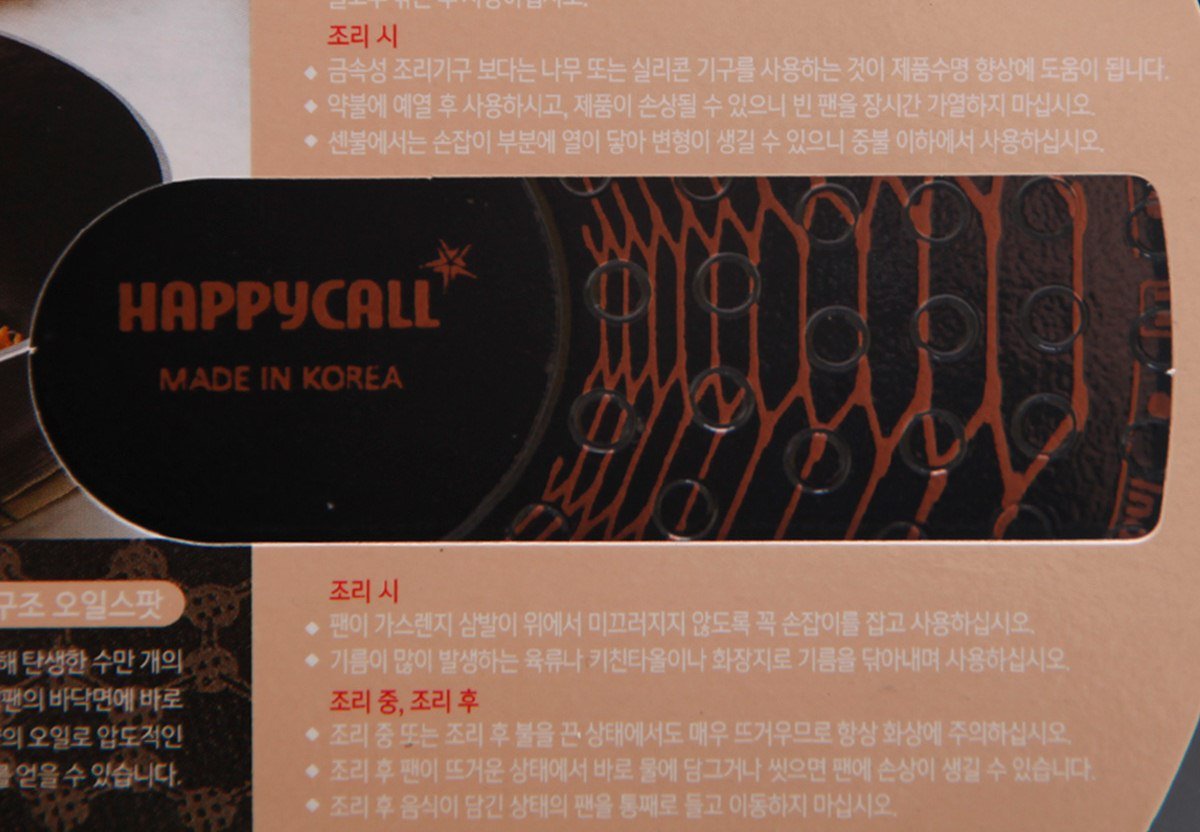 사용하십시오.
조리 시
금속성 조리기구 보다는 나무 또는 실리콘 기구를 사용하는 것이 제품수명 향상에 도움이 됩니다.
약불에 예열 후 사용하시고, 제품이 손상될 수 있으니 빈 팬을 장시간 가열하지 마십시오.
센불에서는 손잡이 부분에 열이 닿아 변형이 생길 수 있으니 중불 이하에서 사용하십시오.
HAPPYCALL
MADE IN KOREA
구조 오일스팟
해 탄생한 수만 개의
팬의 바닥면에 바로
의 오일로 압도적인
얻을 수 있습니다.
조리 시
팬이 가스렌지 삼발이 위에서 미끄러지지 않도록 꼭 손잡이를 잡고 사용하십시오.
기름이 많이 발생하는 육류나 키친타올이나 화장지로 기름을 닦아내며 사용하십시오.
조리 중, 조리 후
조리 중 또는 조리 후 불을 끈 상태에서도 매우 뜨거우므로 항상 화상에 주의하십시오.
조리 후 팬이 뜨거운 상태에서 바로 물에 담그거나 씻으면 팬에 손상이 생길 수 있습니다.
조리 후 음식이 담긴 상태의 팬을 통째로 들고 이동하지 마십시오.